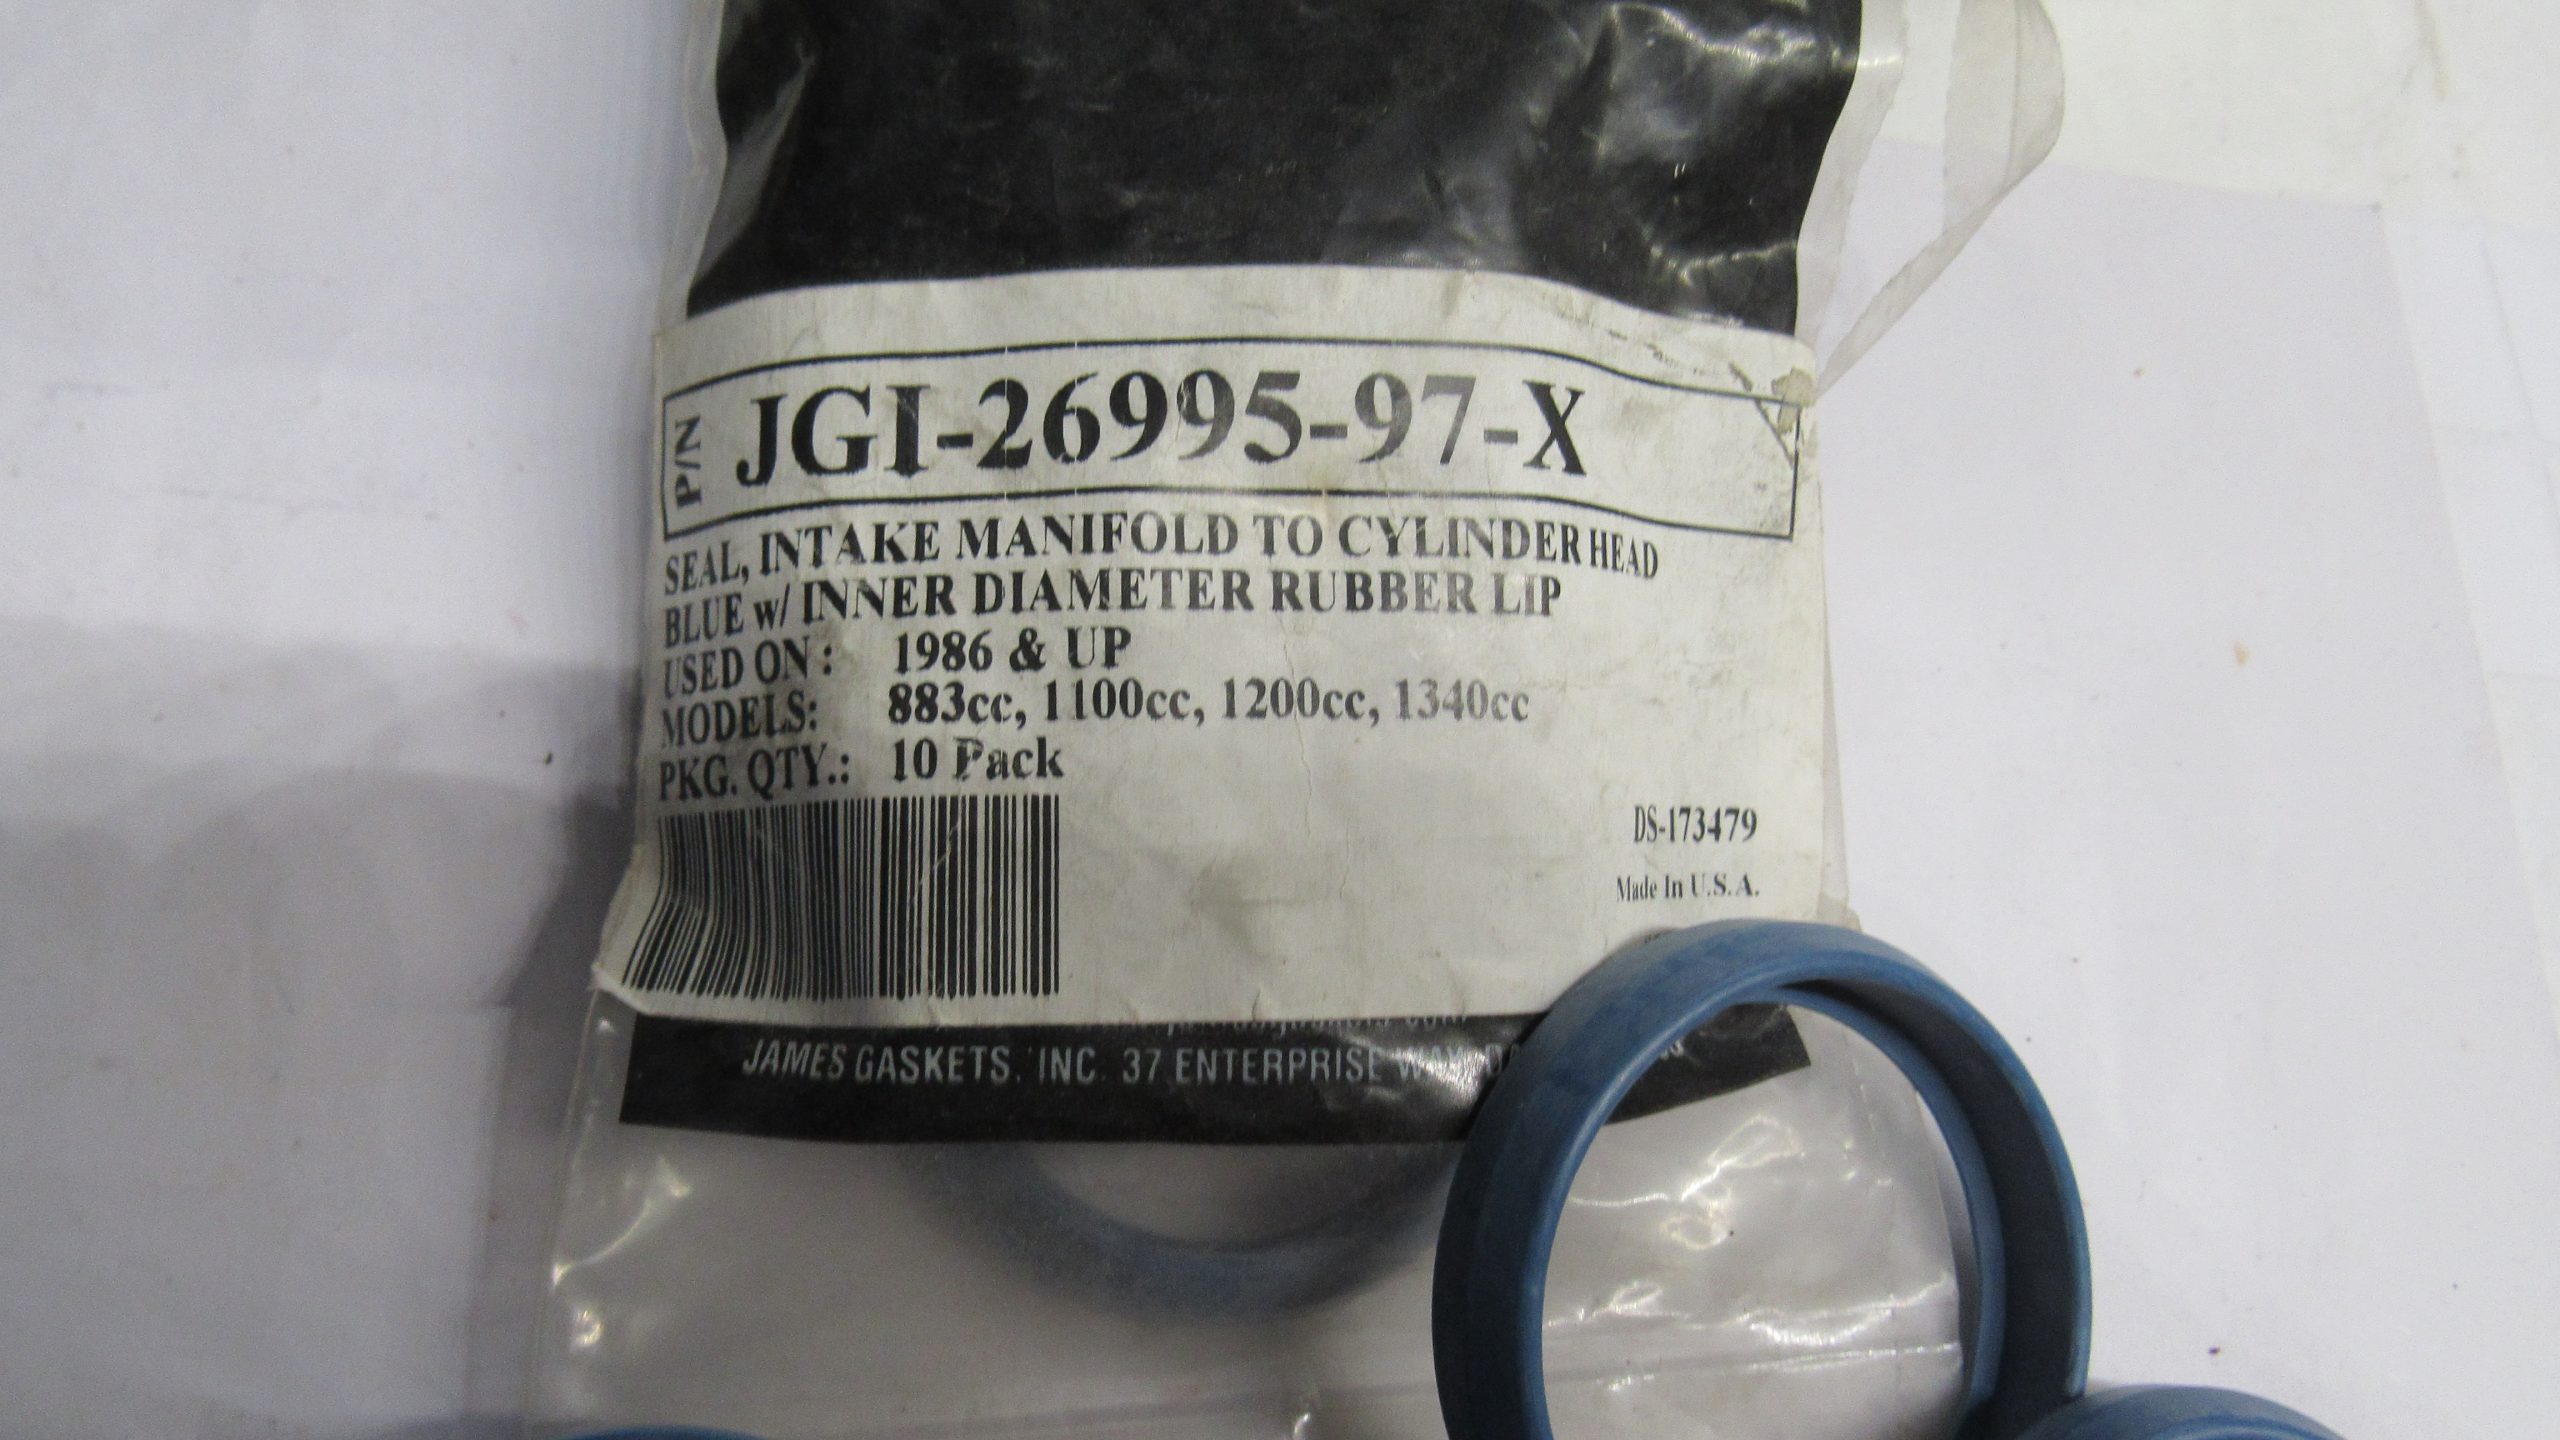 P/N JGI-26995-97-X
SEAL, INTAKE MANIFOLD TO CYLINDER HEAD
BLUE w/ INNER DIAMETER RUBBER LIP
USED ON: 1986 & UP
MODELS: 883cc, 1100cc, 1200cc, 1340cc
PKG. QTY.: 10 Pack
DS-173479
Made In U.S.A.
JAMES GASKETS, INC. 37 ENTERPRISE WAY